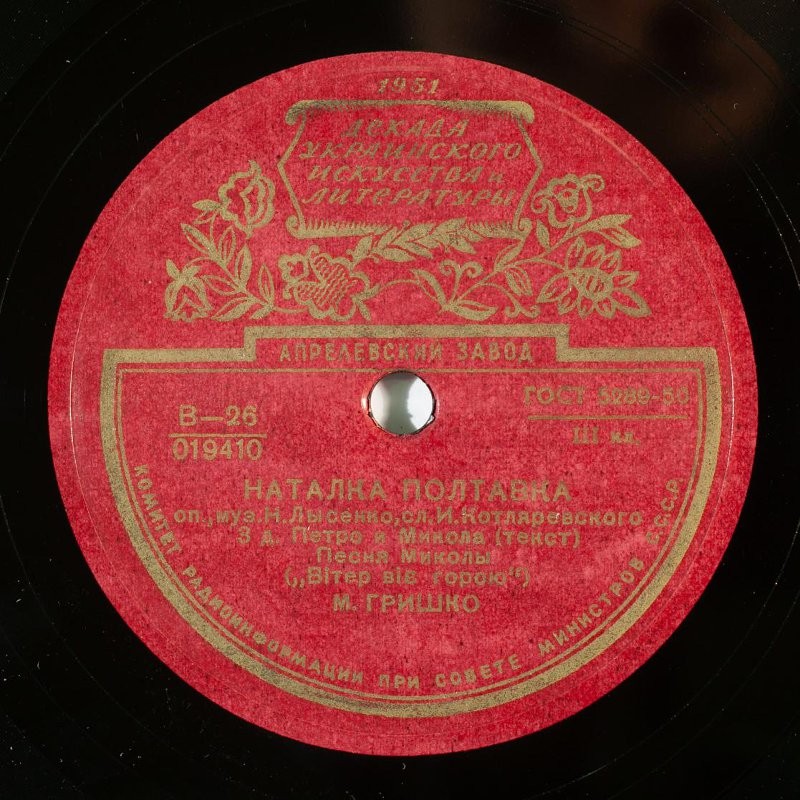 1951
ДЕКАДА
УКРАИНСКОГО
ИСКУССТВА и
ЛИТЕРАТУРЫ
АПРЕЛЕВСКИЙ ЗАВОД
В—26
019410
ГОСТ 5289-50
III кл.
НАТАЛКА ПОЛТАВКА
оп., муз. Н. Лысенко, сл. И. Котляревского
3 д. Петро и Микола (текст)
Песня Миколы
(„Вітер віє горою“)
М. ГРИШКО
КОМИТЕТ РАДИОИНФОРМАЦИИ ПРИ СОВЕТЕ МИНИСТРОВ СССР